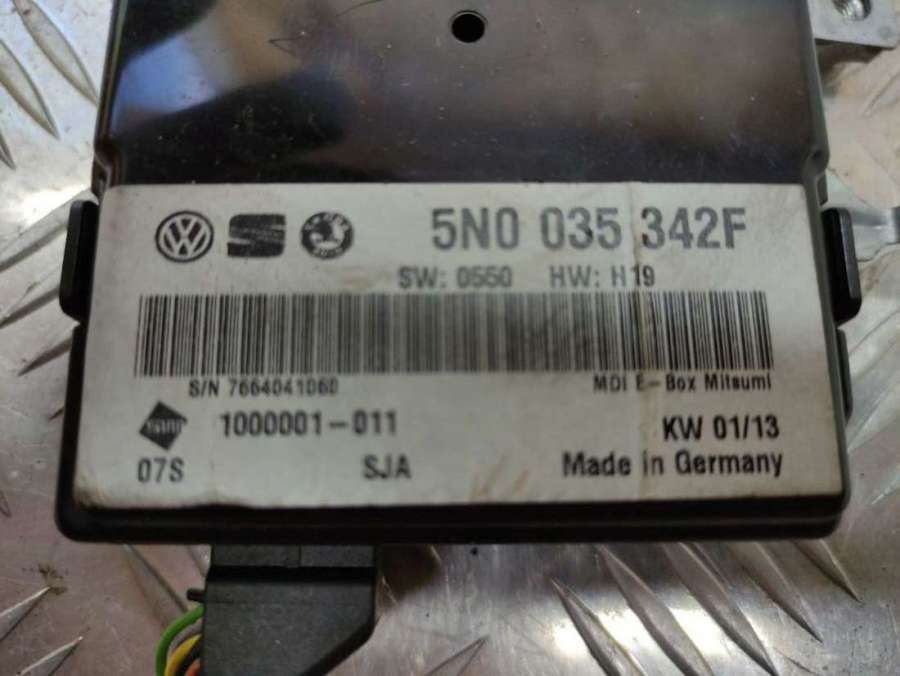 5N0 035 342F
SW: 0550 HW: H19
S/N 7664041060 MDI E-Box Mitsumi
1000001-011 KW 01/13
07S SJA Made in Germany